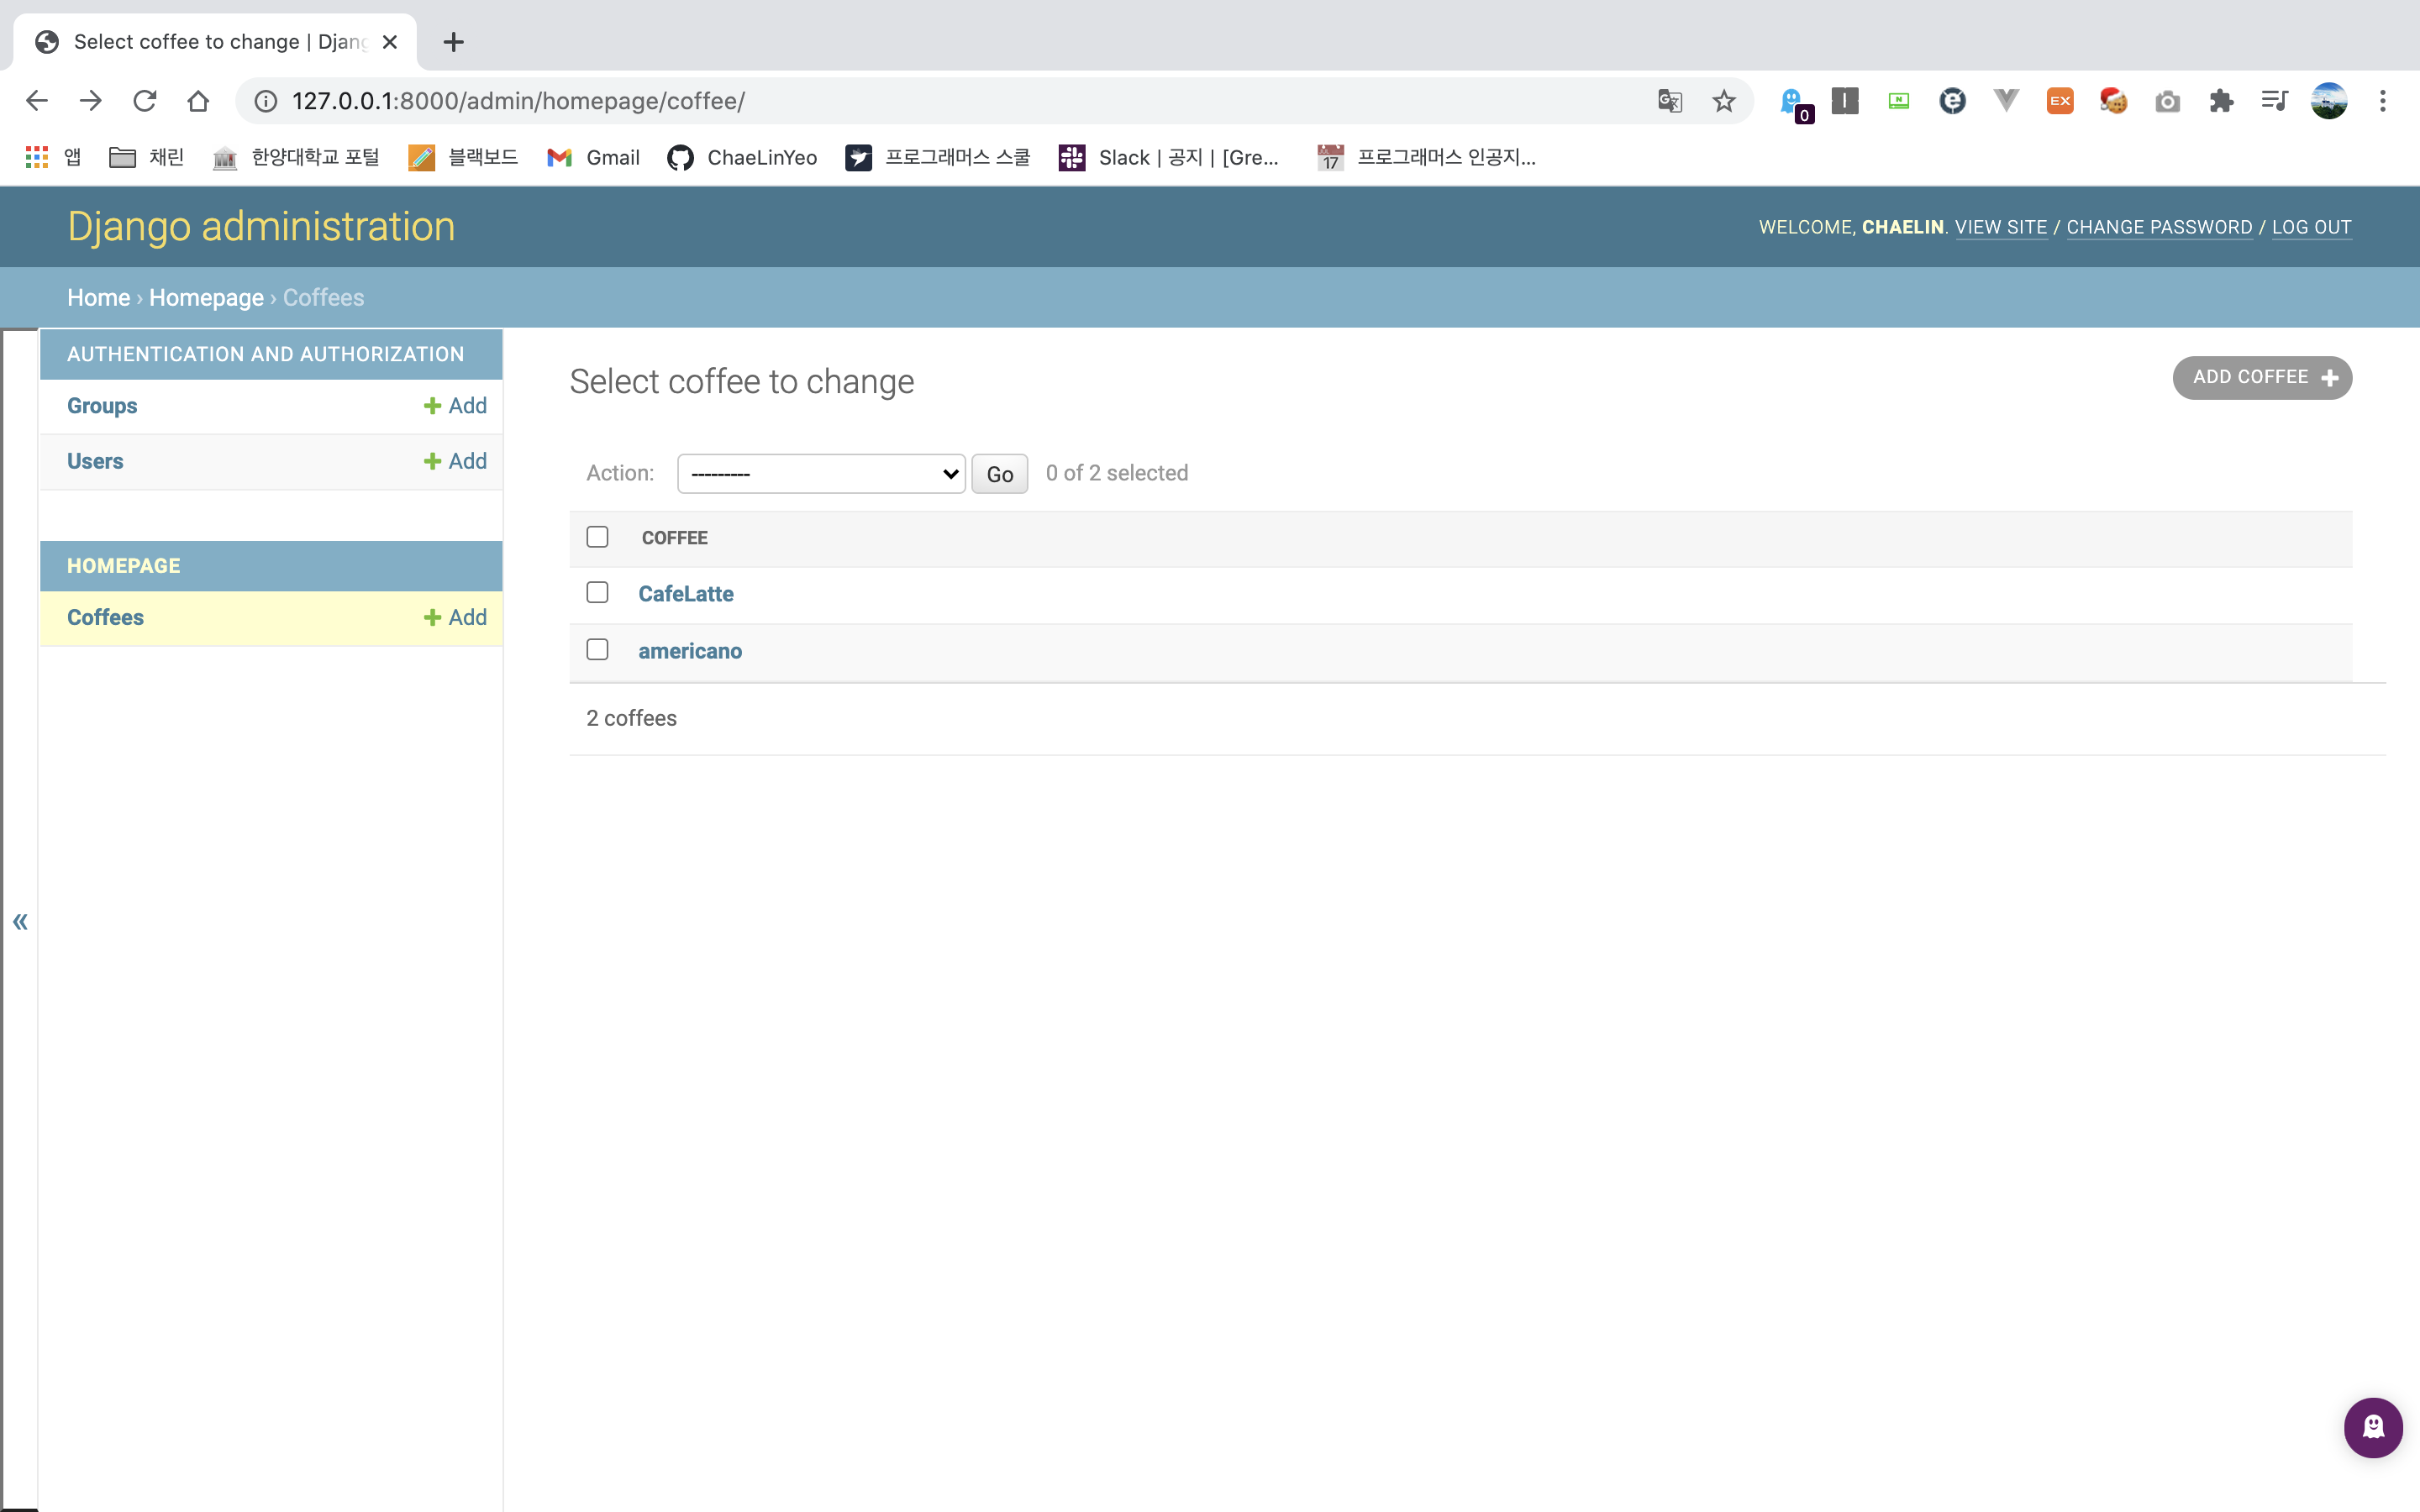 Select coffee to change | Djang
127.0.0.1:8000/admin/homepage/coffee/
EX
0
앱 채린 한양대학교 포털 블랙보드 Gmail ChaeLinYeo 프로그래머스 스쿨 Slack | 공지 | [Gre... 17 프로그래머스 인공지...
Django administration
WELCOME, CHAELIN. VIEW SITE / CHANGE PASSWORD / LOG OUT
Home › Homepage › Coffees
AUTHENTICATION AND AUTHORIZATION
Groups + Add
Users + Add
HOMEPAGE
Coffees + Add
«
Select coffee to change
ADD COFFEE +
Action: --------- Go 0 of 2 selected
COFFEE
CafeLatte
americano
2 coffees